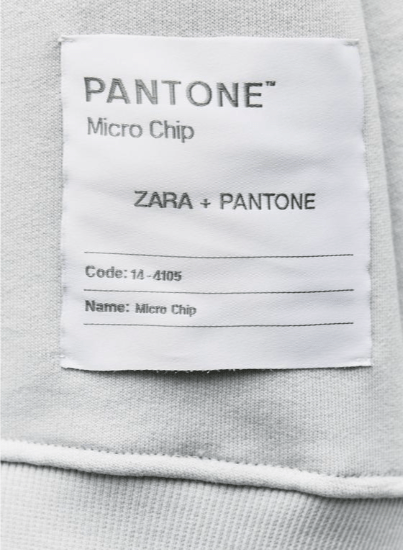 PANTONE™
Micro Chip
ZARA + PANTONE
Code: 14-4105
Name: Micro Chip